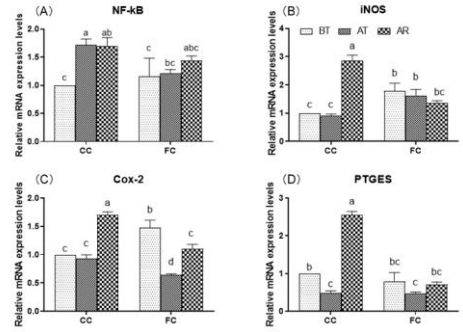 (A) NF-kB
Relative mRNA expression levels
2.0
1.5
1.0
0.5
0.0
c a ab c bc abc
CC FC
(B) iNOS
BT AT AR
Relative mRNA expression levels
4
3
2
1
0
c c a b b bc
CC FC
(C) Cox-2
Relative mRNA expression levels
2.0
1.5
1.0
0.5
0.0
c c a b d c
CC FC
(D) PTGES
Relative mRNA expression levels
3
2
1
0
b c a bc c bc
CC FC